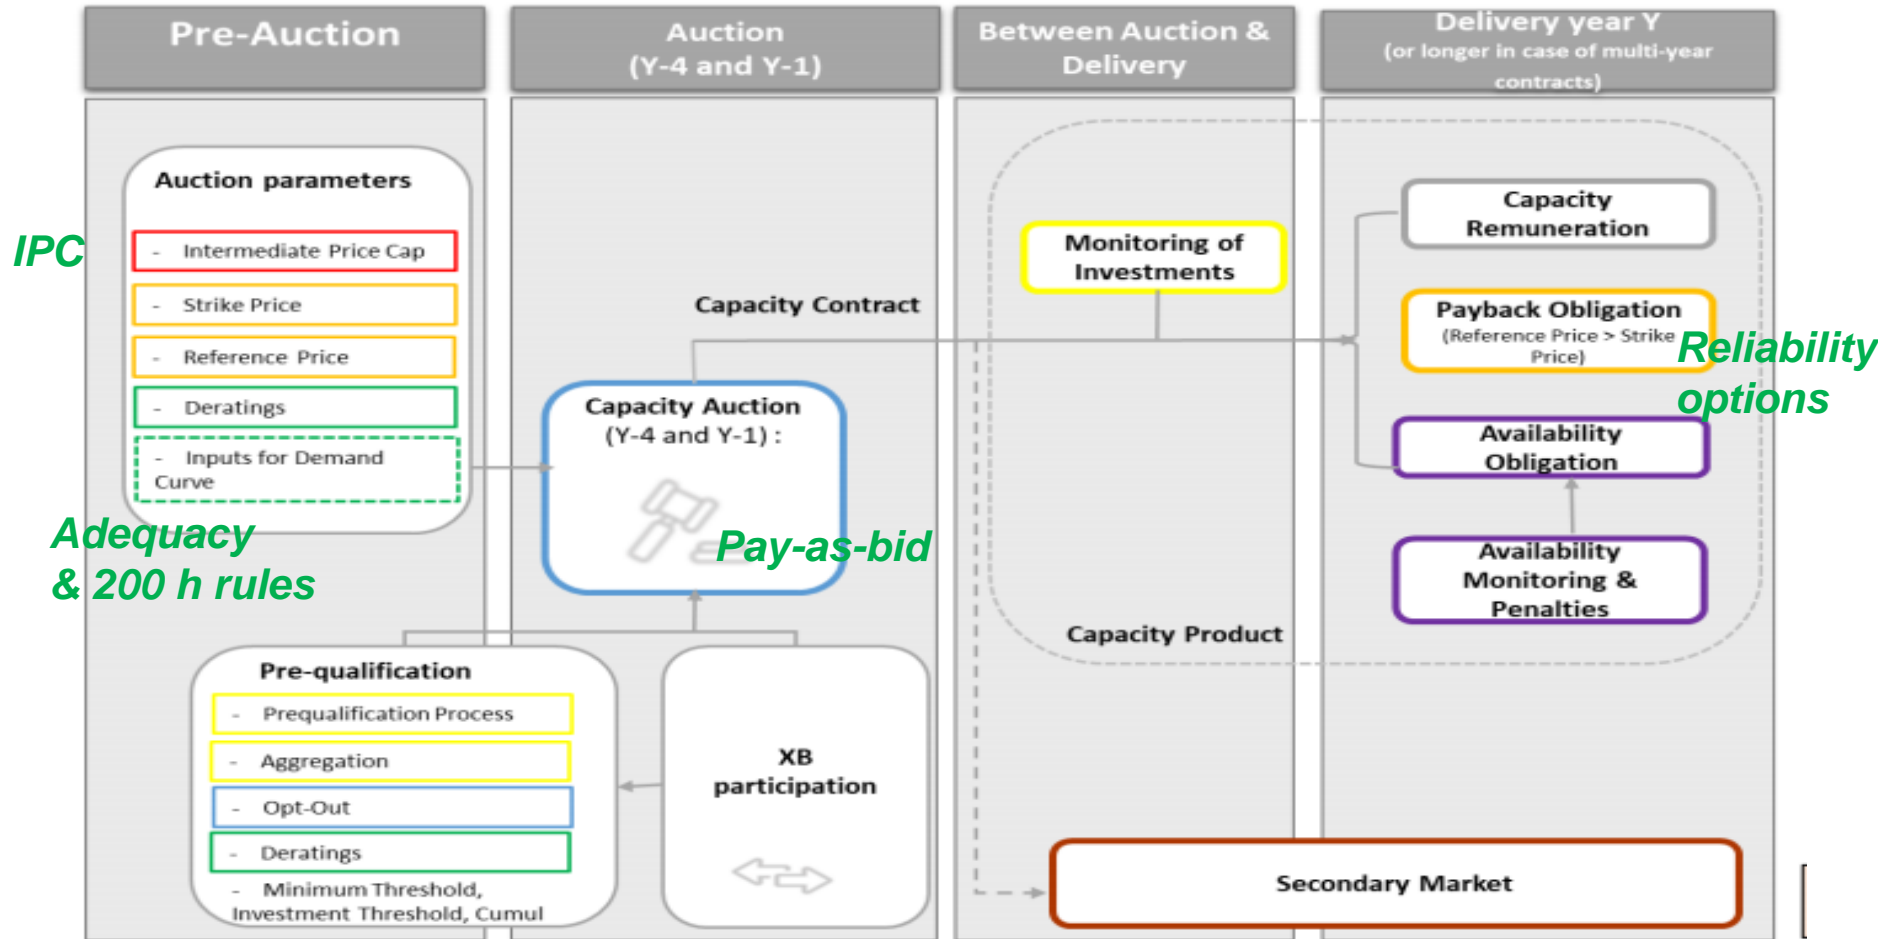 Pre-Auction
Auction
(Y-4 and Y-1)
Between Auction &
Delivery
Delivery year Y
(or longer in case of multi-year
contracts)
Auction parameters
IPC
- Intermediate Price Cap
- Strike Price
- Reference Price
- Deratings
- Inputs for Demand
Curve
Adequacy
& 200 h rules
Capacity Contract
Capacity Auction
(Y-4 and Y-1) :
Pay-as-bid
Monitoring of
Investments
Capacity
Remuneration
Payback Obligation
(Reference Price > Strike
Price)
Reliability
options
Availability
Obligation
Availability
Monitoring &
Penalties
Capacity Product
Pre-qualification
- Prequalification Process
- Aggregation
- Opt-Out
- Deratings
- Minimum Threshold,
Investment Threshold, Cumul
XB
participation
Secondary Market